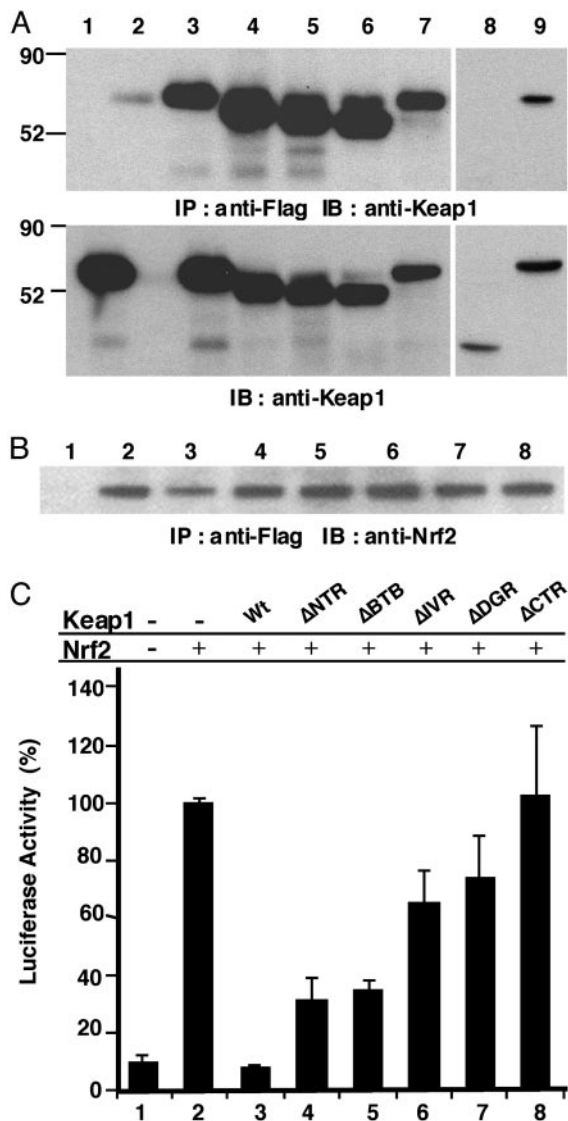 A 1 2 3 4 5 6 7 8 9
90
52
IP : anti-Flag IB : anti-Keap1
90
52
IB : anti-Keap1
B 1 2 3 4 5 6 7 8
IP : anti-Flag IB : anti-Nrf2
C
Keap1 - - Wt ΔNTR ΔBTB ΔIVR ΔDGR ΔCTR
Nrf2 - + + + + + + +
Luciferase Activity (%)
140
120
100
80
60
40
20
0
1 2 3 4 5 6 7 8